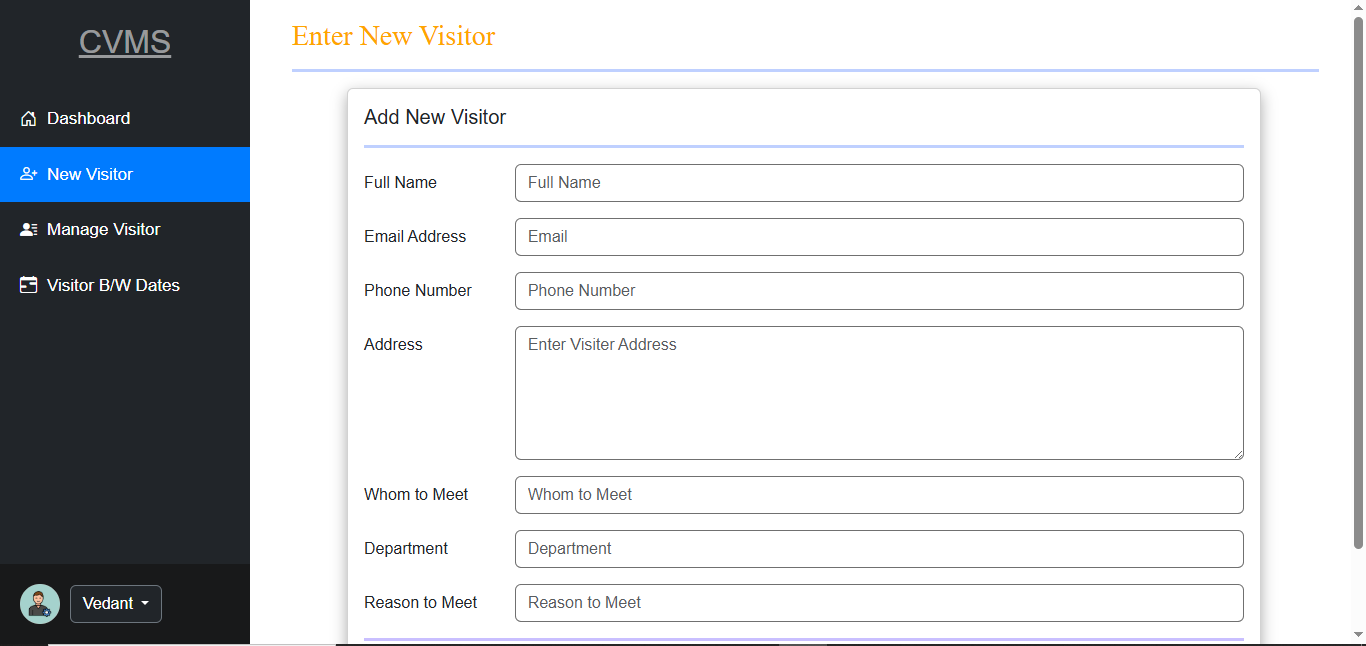 CVMS
Dashboard
New Visitor
Manage Visitor
Visitor B/W Dates
Vedant
Enter New Visitor
Add New Visitor
Full Name Full Name
Email Address Email
Phone Number Phone Number
Address Enter Visiter Address
Whom to Meet Whom to Meet
Department Department
Reason to Meet Reason to Meet